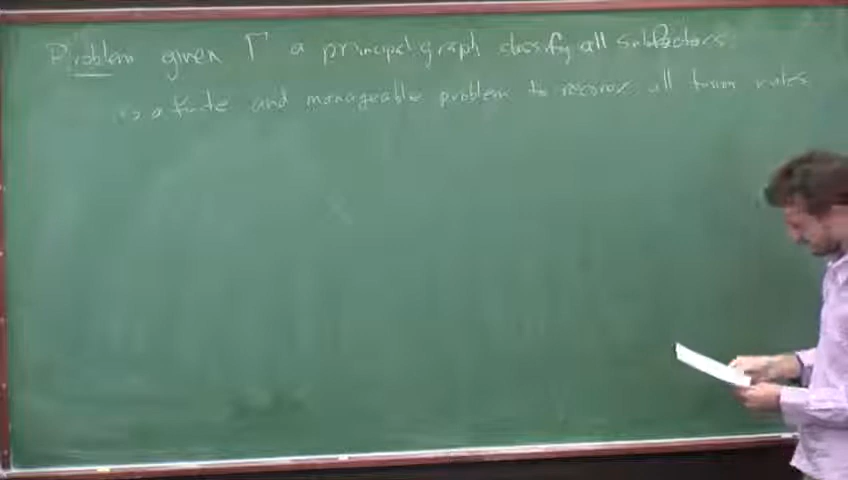 Problem given Γ a principal graph classify all subfactors
is a finite and manageable problem to recover all fusion rules